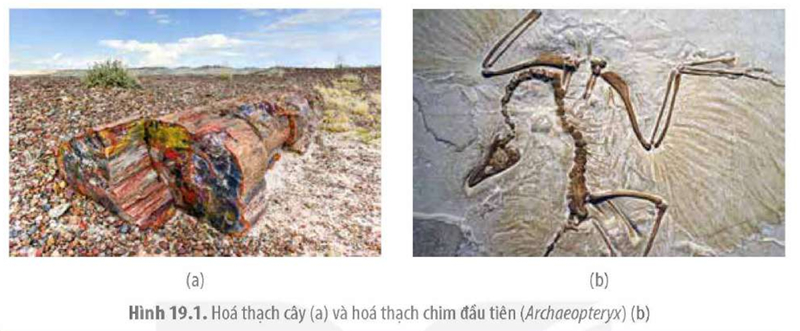 (a)
(b)
Hình 19.1. Hoá thạch cây (a) và hoá thạch chim đầu tiên (Archaeopteryx) (b)